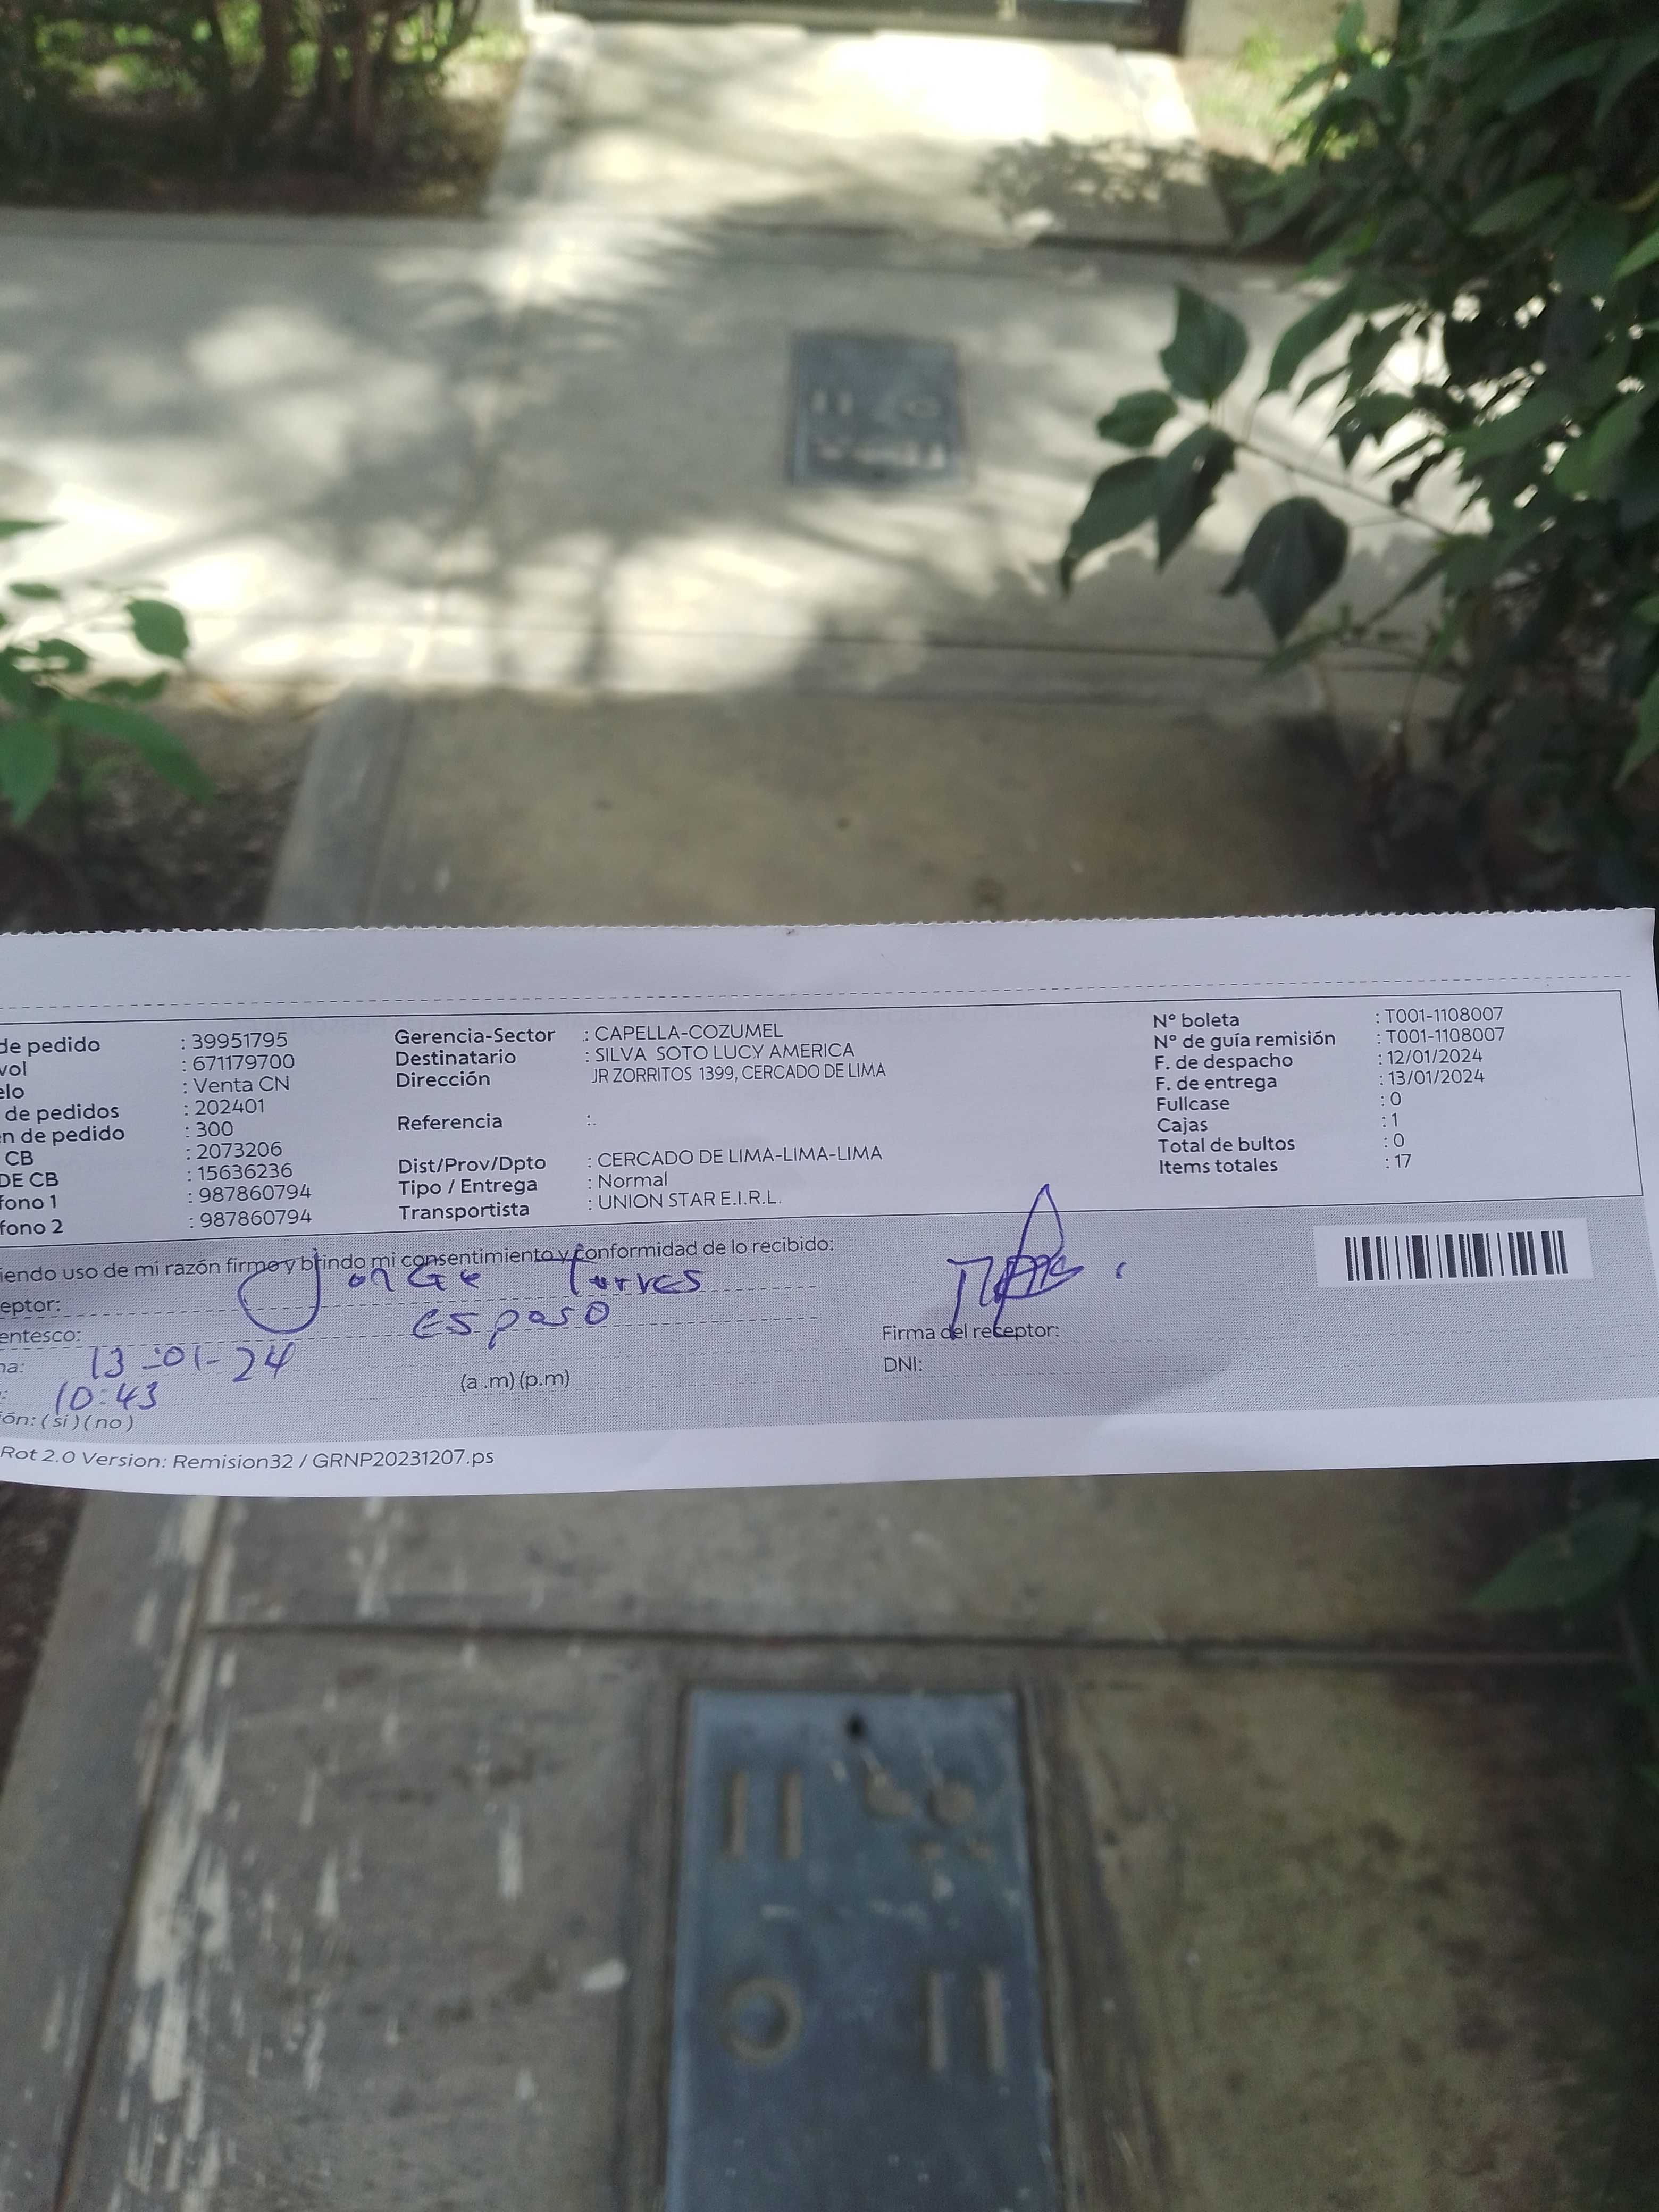 de pedido : 39951795
vol : 671179700
elo : Venta CN
de pedidos : 202401
n de pedido : 300
CB : 2073206
DE CB : 15636236
fono 1 : 987860794
fono 2 : 987860794
Gerencia-Sector : CAPELLA-COZUMEL
Destinatario : SILVA SOTO LUCY AMERICA
Dirección JR ZORRITOS 1399, CERCADO DE LIMA
Referencia :.
Dist/Prov/Dpto : CERCADO DE LIMA-LIMA-LIMA
Tipo / Entrega : Normal
Transportista : UNION STAR E.I.R.L.
N° boleta : T001-1108007
N° de guía remisión : T001-1108007
F. de despacho : 12/01/2024
F. de entrega : 13/01/2024
Fullcase : 0
Cajas : 1
Total de bultos : 0
Items totales : 17
iendo uso de mi razón firmo y brindo mi consentimiento y conformidad de lo recibido:
eptor: Jorge Torres
entesco: esposo
na: 13-01-24
: 10:43 (a .m) (p.m)
ión: ( si ) ( no )
Firma del receptor:
DNI:
Rot 2.0 Version: Remision32 / GRNP20231207.ps